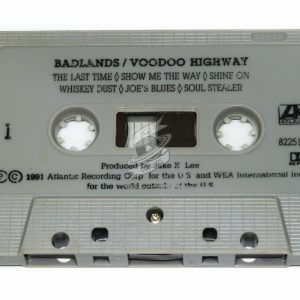 BADLANDS / VOODOO HIGHWAY
THE LAST TIME ◊ SHOW ME THE WAY ◊ SHINE ON
WHISKEY DUST ◊ JOE'S BLUES ◊ SOUL STEALER
1
82251
Produced by Jake E. Lee
℗ © 1991 Atlantic Recording Corp. for the U.S. and WEA International Inc.
for the world outside of the U.S.